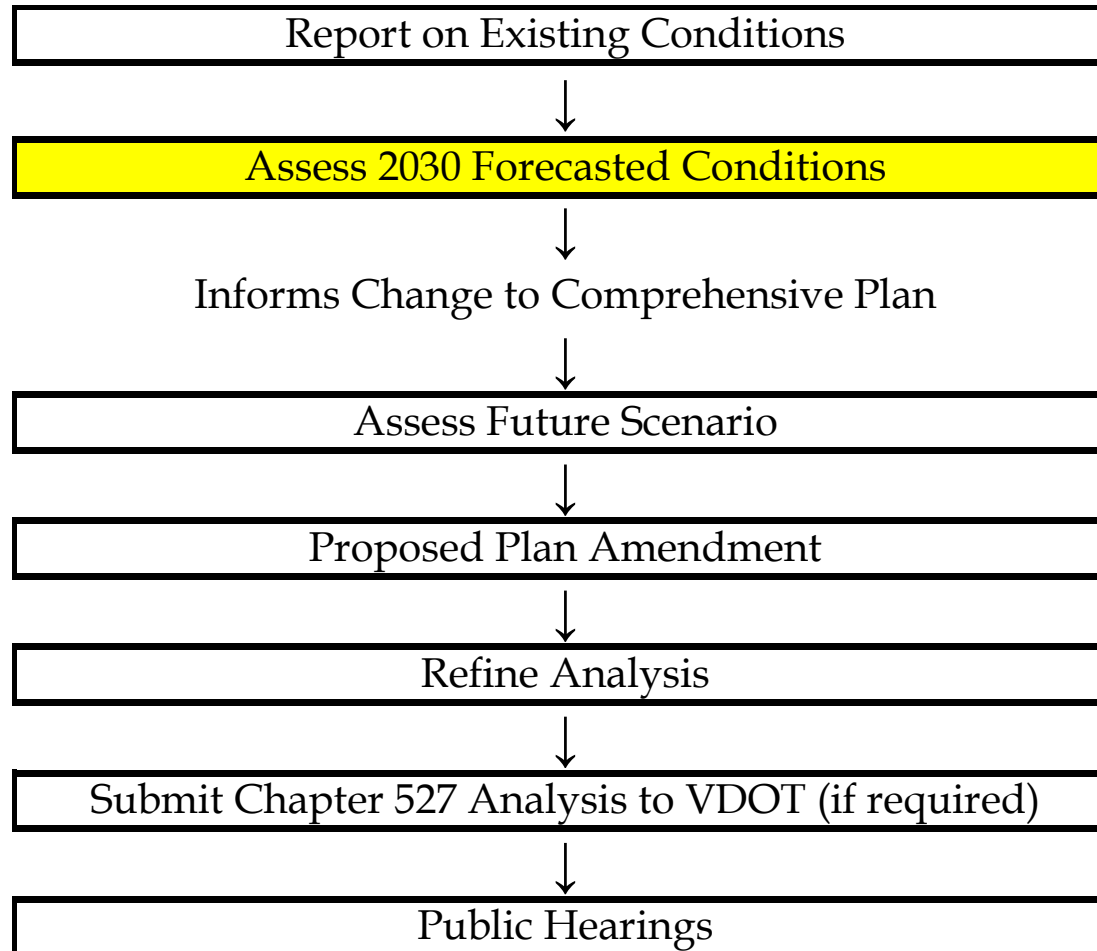 Report on Existing Conditions
↓
Assess 2030 Forecasted Conditions
↓
Informs Change to Comprehensive Plan
↓
Assess Future Scenario
↓
Proposed Plan Amendment
↓
Refine Analysis
↓
Submit Chapter 527 Analysis to VDOT (if required)
↓
Public Hearings